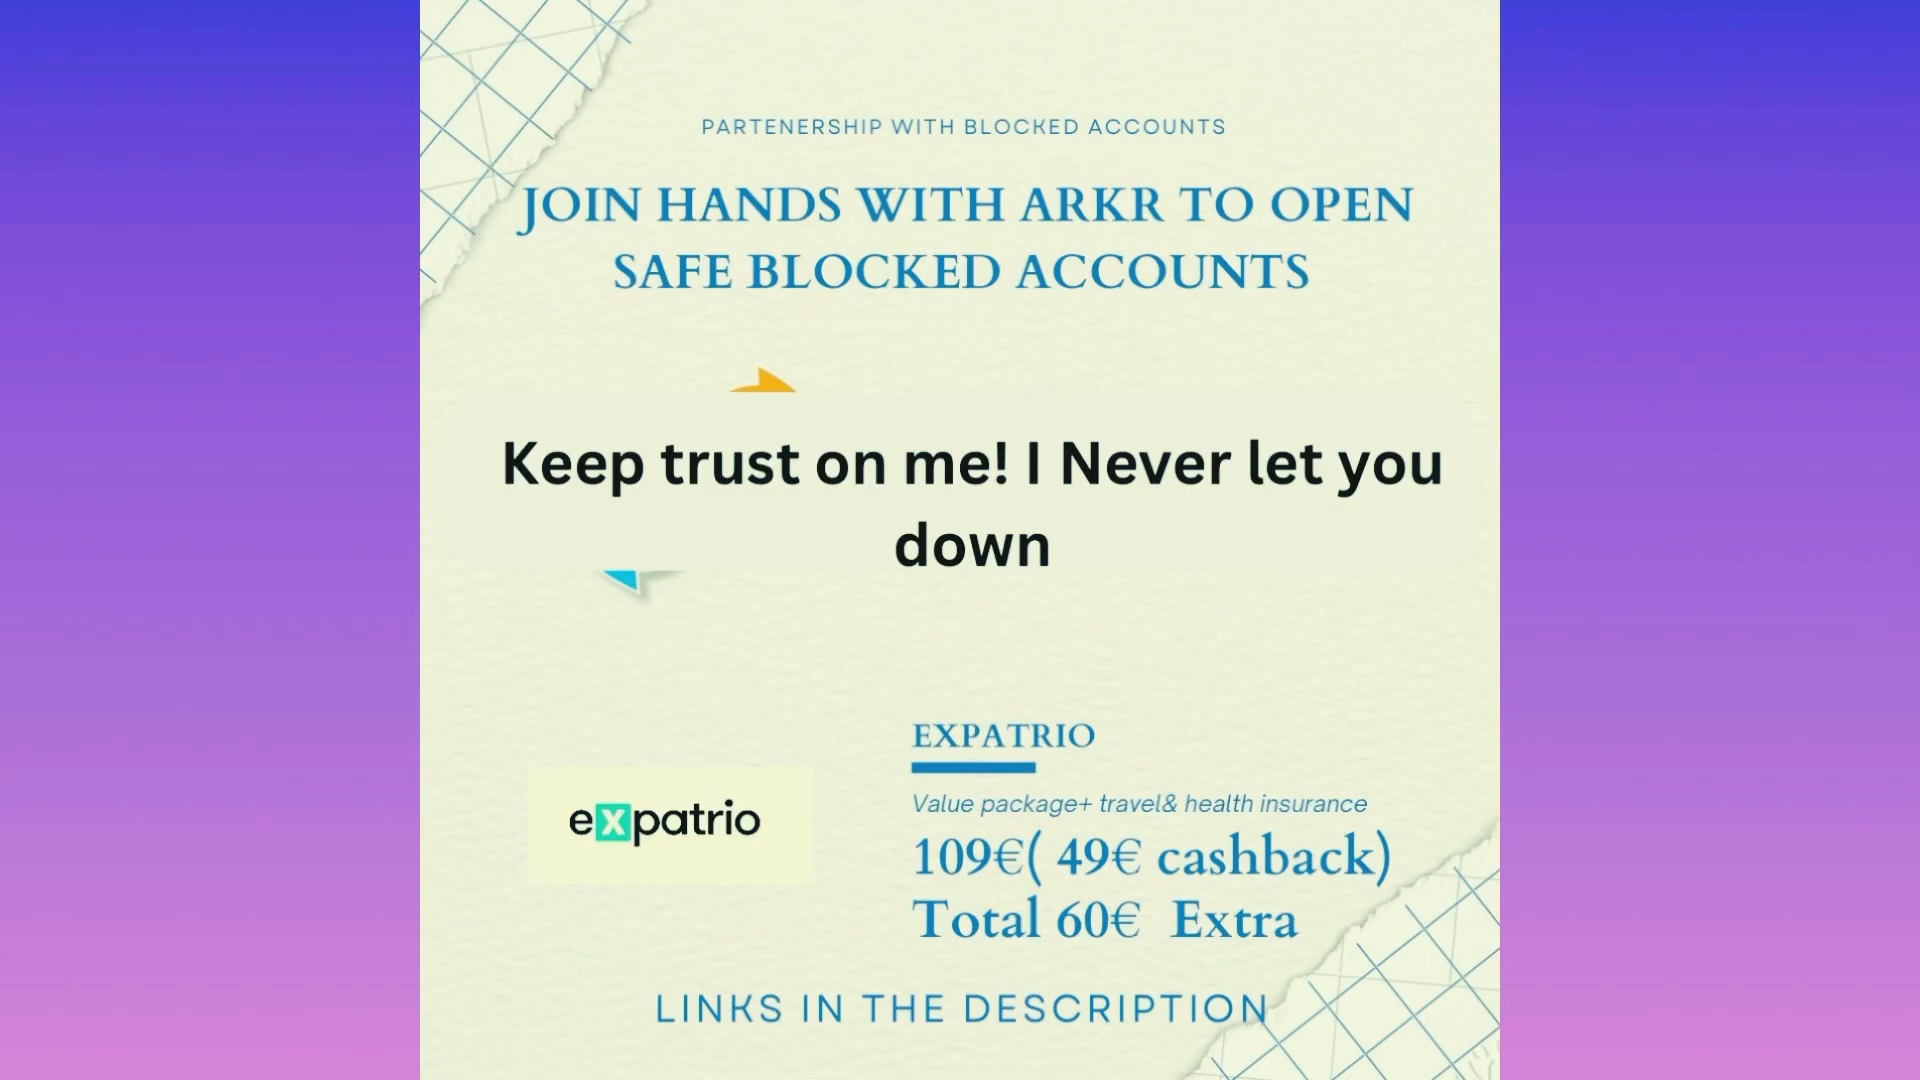 PARTENERSHIP WITH BLOCKED ACCOUNTS
JOIN HANDS WITH ARKR TO OPEN
SAFE BLOCKED ACCOUNTS
Keep trust on me! I Never let you
down
EXPATRIO
expatrio
Value package+ travel& health insurance
109€( 49€ cashback)
Total 60€ Extra
LINKS IN THE DESCRIPTION